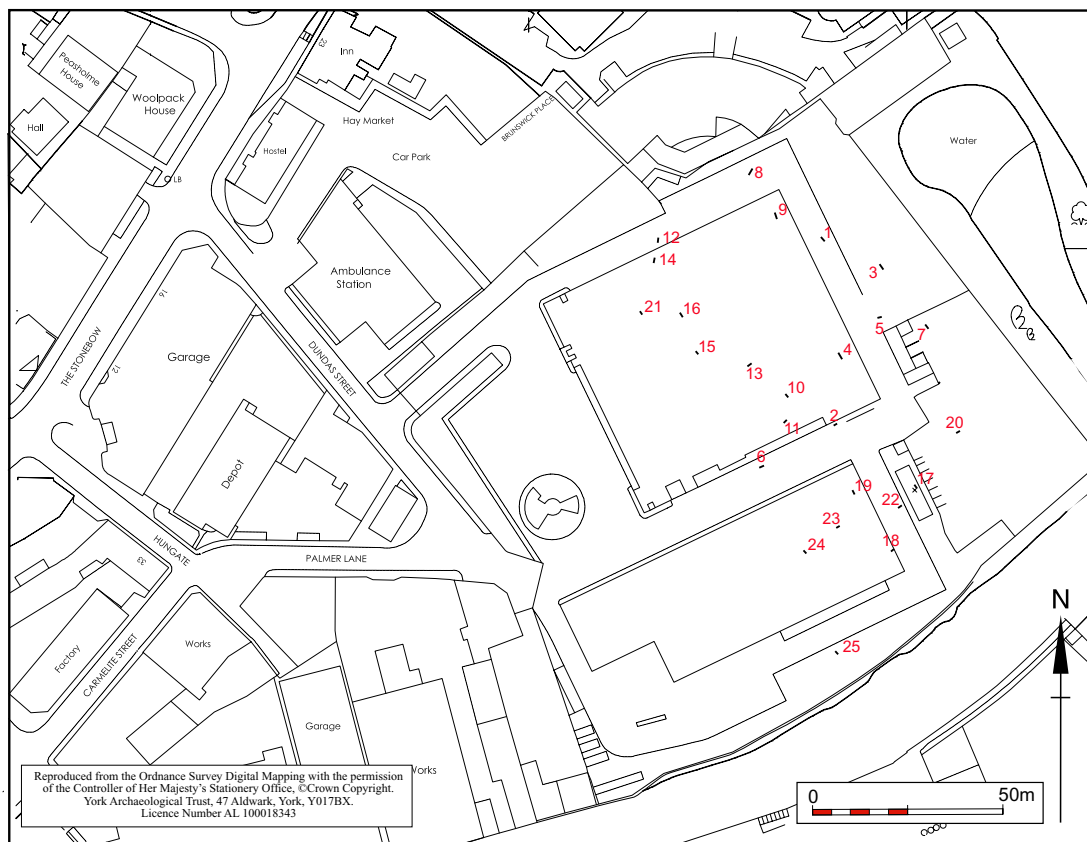 Peasholme
House
Woolpack
House
Hall
LB
23
Inn
Hay Market
Hostel
Car Park
BRUNSWICK PLACE
Water
Ambulance
Station
16
THE STONEBOW
12
Garage
DUNDAS STREET
Depot
HUNGATE
33
PALMER LANE
CARMELITE STREET
Factory
Works
Garage
Works
8
9
1
12
14
3
21
16
5
7
15
4
13
10
11
2
20
6
19
17
22
23
24
18
25
N
0
50m
Reproduced from the Ordnance Survey Digital Mapping with the permission
of the Controller of Her Majesty's Stationery Office, ©Crown Copyright.
York Archaeological Trust, 47 Aldwark, York, Y017BX.
Licence Number AL 100018343